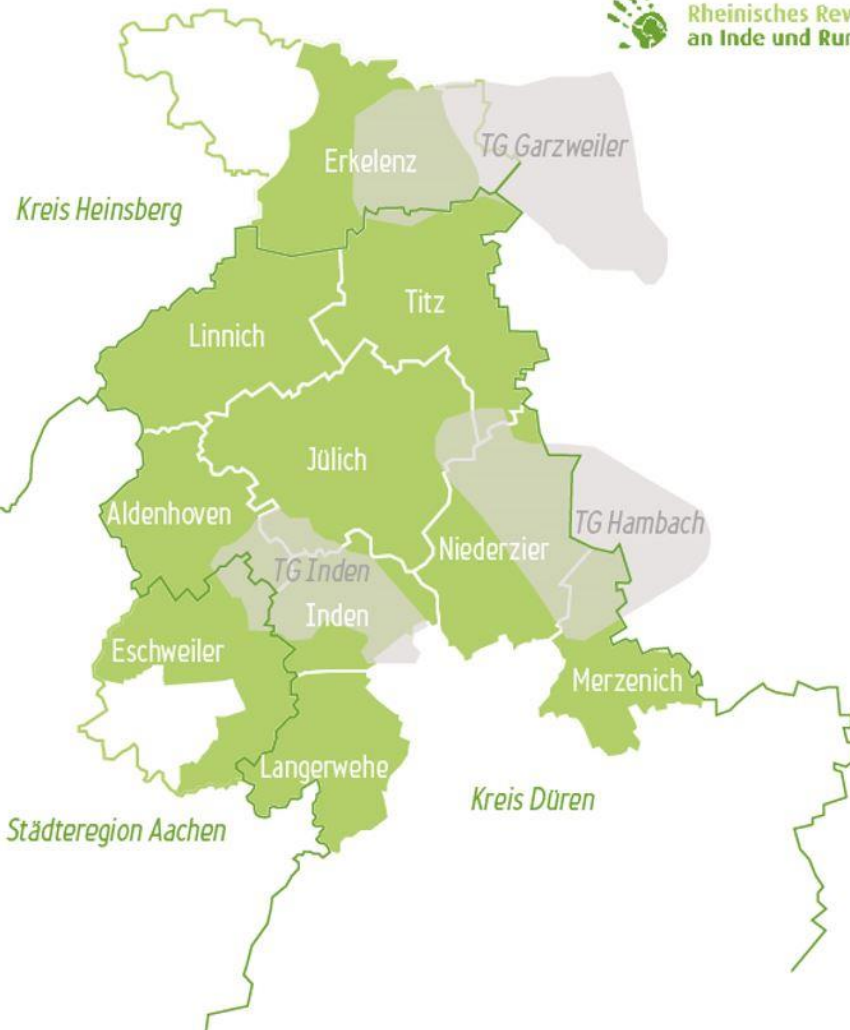 Rheinisches Rev
an Inde und Rur
Erkelenz
TG Garzweiler
Kreis Heinsberg
Titz
Linnich
Jülich
Aldenhoven
TG Hambach
Niederzier
TG Inden
Inden
Eschweiler
Merzenich
Langerwehe
Kreis Düren
Städteregion Aachen